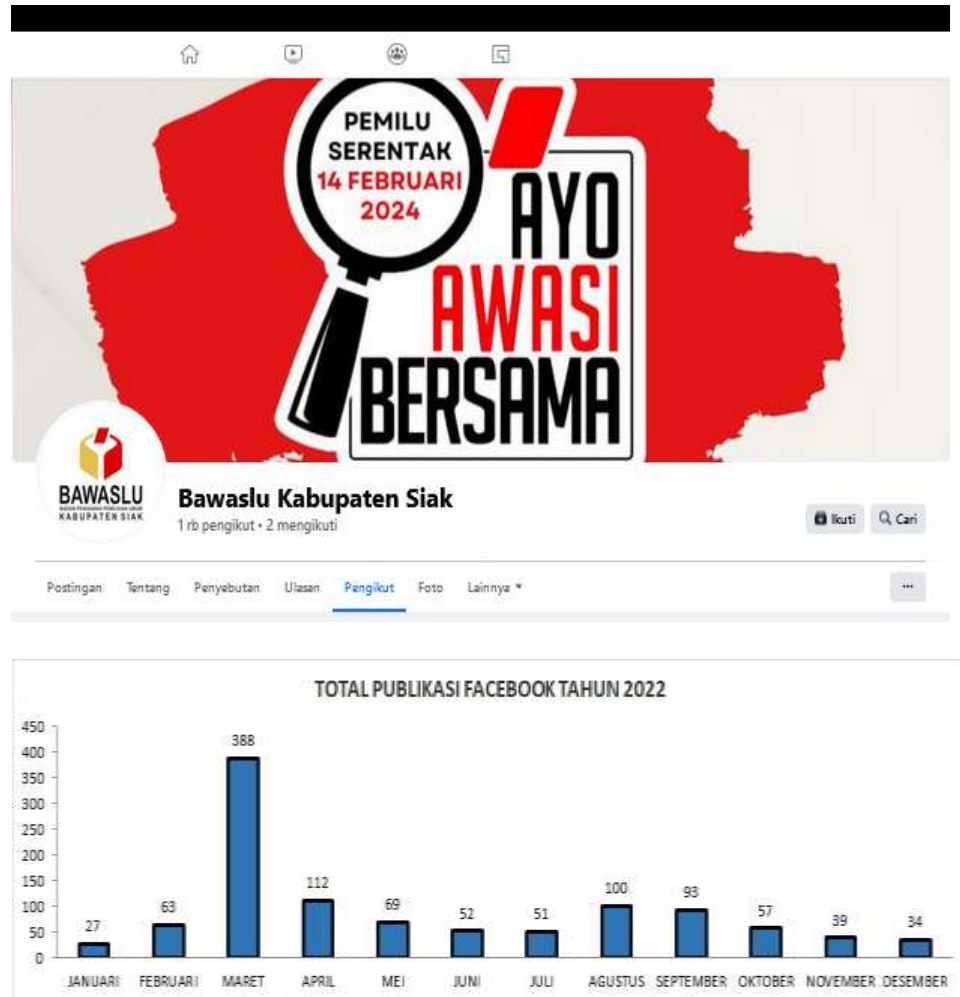 PEMILU
SERENTAK
14 FEBRUARI
2024
AYO
AWASI
BERSAMA
BAWASLU
KABUPATEN SIAK
Bawaslu Kabupaten Siak
1 rb pengikut • 2 mengikuti
Ikuti Cari
Postingan Tentang Penyebutan Ulasan Pengikut Foto Lainnya
TOTAL PUBLIKASI FACEBOOK TAHUN 2022
450
400
350
300
250
200
150
100
50
0
27 63 388 112 69 52 51 100 93 57 39 34
JANUARI FEBRUARI MARET APRIL MEI JUNI JULI AGUSTUS SEPTEMBER OKTOBER NOVEMBER DESEMBER